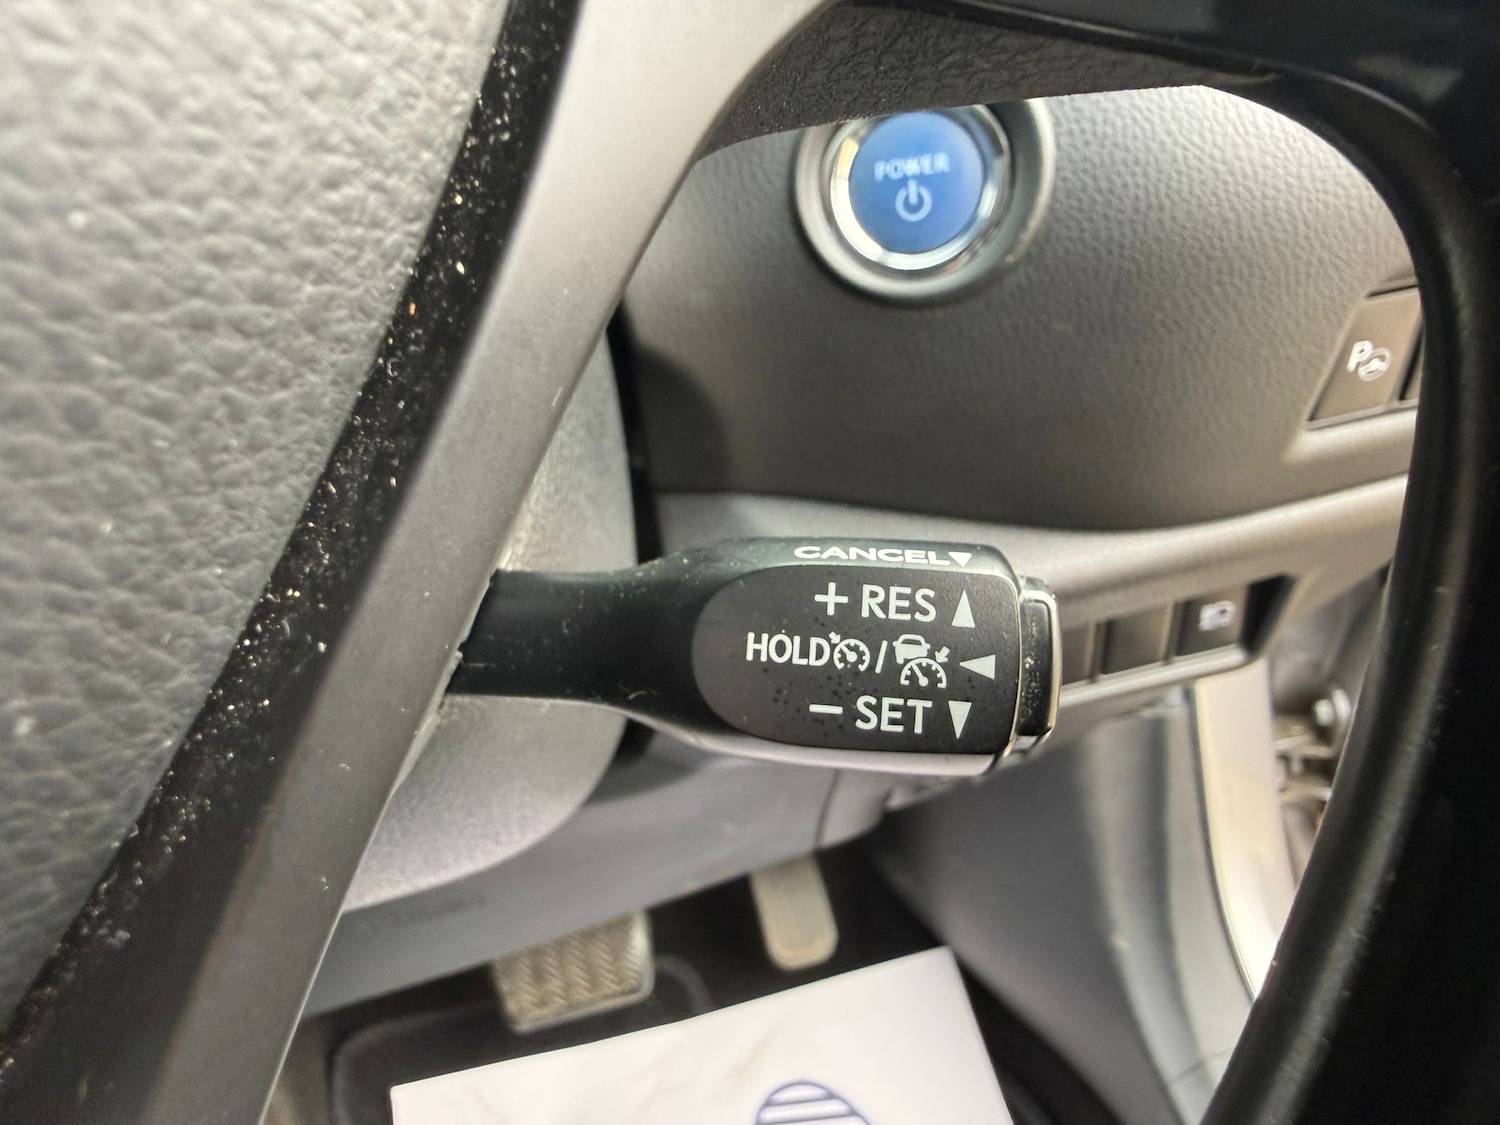 POWER
P
CANCEL▼
+ RES ▲
HOLD / ◀
− SET ▼